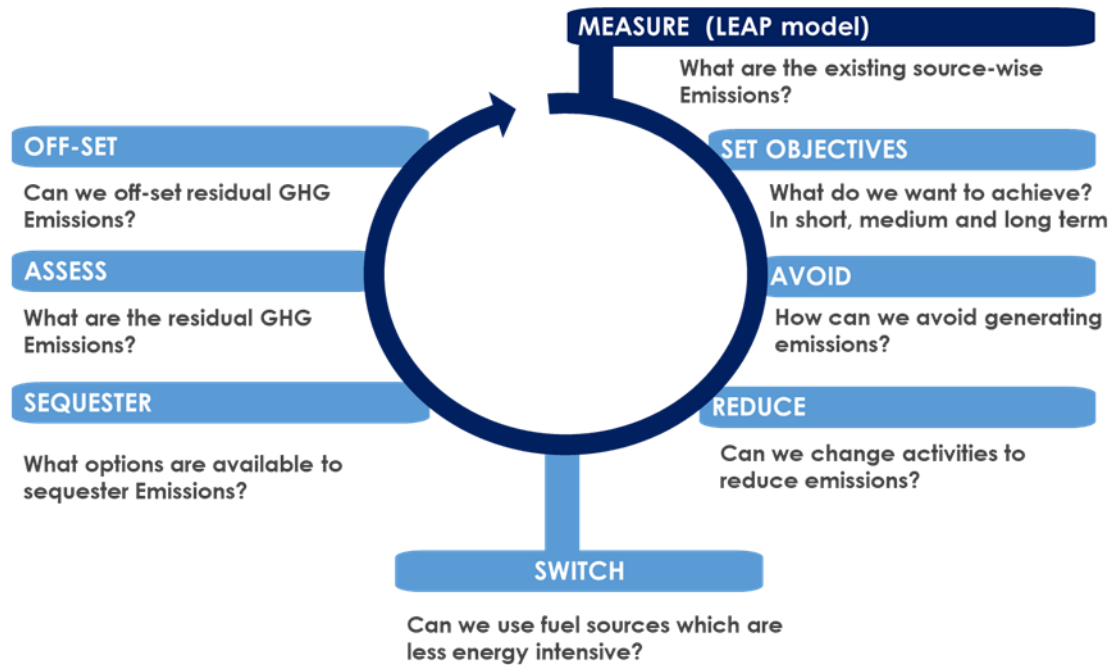 MEASURE (LEAP model)
What are the existing source-wise
Emissions?
SET OBJECTIVES
What do we want to achieve?
In short, medium and long term
AVOID
How can we avoid generating
emissions?
REDUCE
Can we change activities to
reduce emissions?
SWITCH
Can we use fuel sources which are
less energy intensive?
SEQUESTER
What options are available to
sequester Emissions?
ASSESS
What are the residual GHG
Emissions?
OFF-SET
Can we off-set residual GHG
Emissions?